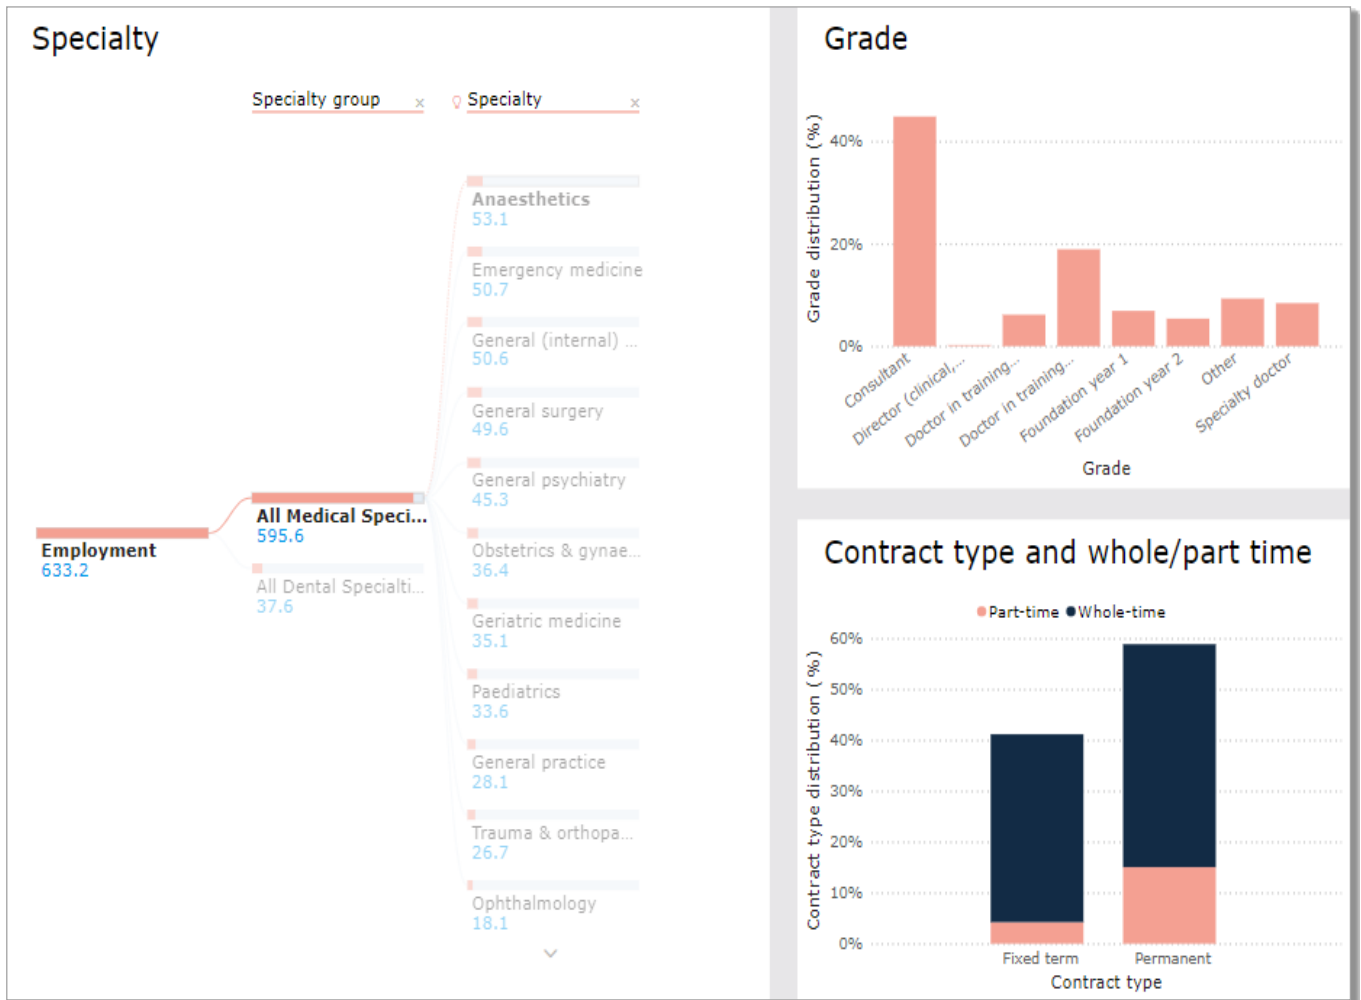 Specialty
Specialty group x
Specialty x
Anaesthetics
53.1
Emergency medicine
50.7
General (internal) ...
50.6
General surgery
49.6
General psychiatry
45.3
Obstetrics & gynae...
36.4
Geriatric medicine
35.1
Paediatrics
33.6
General practice
28.1
Trauma & orthopa...
26.7
Ophthalmology
18.1
All Medical Speci...
595.6
All Dental Specialti...
37.6
Employment
633.2
Grade
Grade distribution (%)
40%
20%
0%
Consultant
Director (clinical,...
Doctor in training...
Doctor in training...
Foundation year 1
Foundation year 2
Other
Specialty doctor
Grade
Contract type and whole/part time
Part-time Whole-time
Contract type distribution (%)
60%
50%
40%
30%
20%
10%
0%
Fixed term Permanent
Contract type